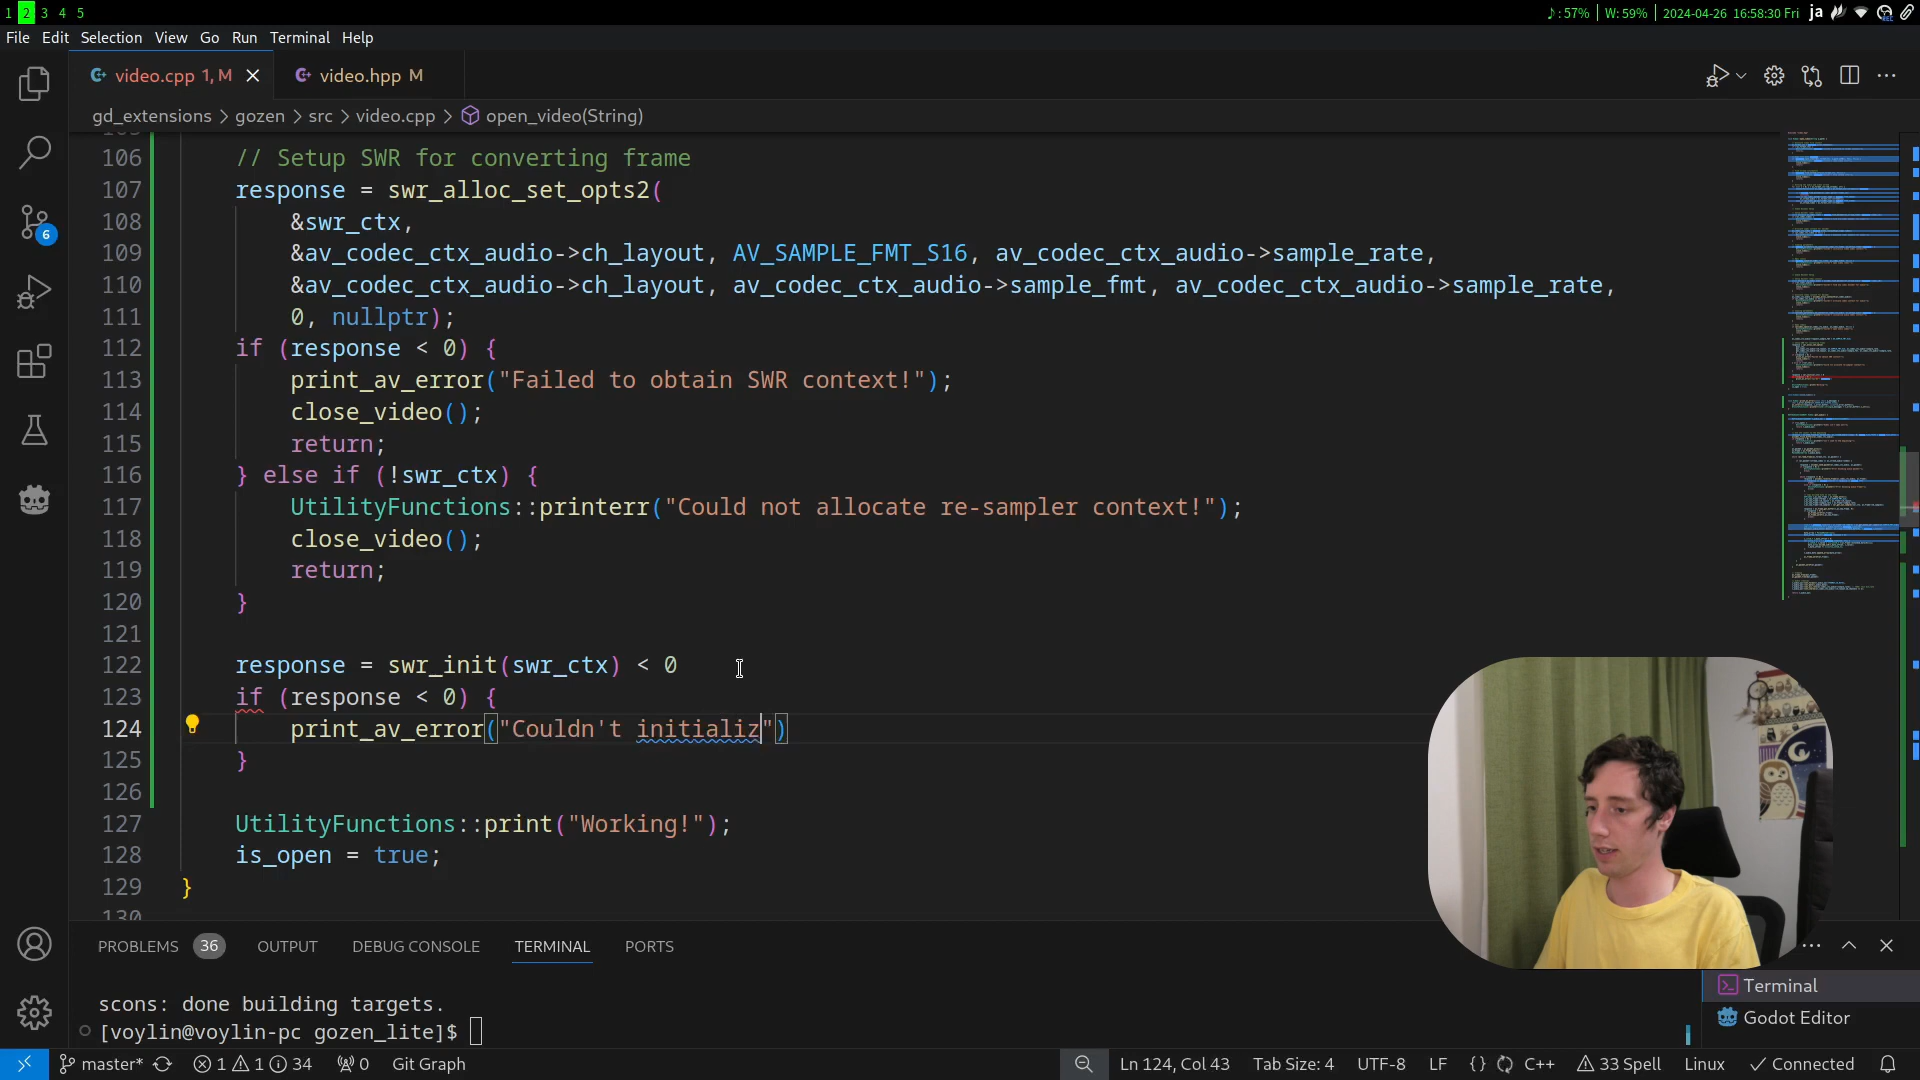 1 2 3 4 5
♪: 57% | W: 59% | 2024-04-26 16:58:30 Fri ja
File Edit Selection View Go Run Terminal Help
video.cpp 1, M
video.hpp M
gd_extensions > gozen > src > video.cpp > open_video(String)
106 // Setup SWR for converting frame
107 response = swr_alloc_set_opts2(
108 &swr_ctx,
109 &av_codec_ctx_audio->ch_layout, AV_SAMPLE_FMT_S16, av_codec_ctx_audio->sample_rate,
110 &av_codec_ctx_audio->ch_layout, av_codec_ctx_audio->sample_fmt, av_codec_ctx_audio->sample_rate,
111 0, nullptr);
112 if (response < 0) {
113 print_av_error("Failed to obtain SWR context!");
114 close_video();
115 return;
116 } else if (!swr_ctx) {
117 UtilityFunctions::printerr("Could not allocate re-sampler context!");
118 close_video();
119 return;
120 }
121
122 response = swr_init(swr_ctx) < 0
123 if (response < 0) {
124 print_av_error("Couldn't initializ")
125 }
126
127 UtilityFunctions::print("Working!");
128 is_open = true;
129 }
130
6
PROBLEMS 36 OUTPUT DEBUG CONSOLE TERMINAL PORTS
scons: done building targets.
[voylin@voylin-pc gozen_lite]$
Terminal
Godot Editor
master* 1 1 34 0 Git Graph Ln 124, Col 43 Tab Size: 4 UTF-8 LF {} C++ 33 Spell Linux Connected